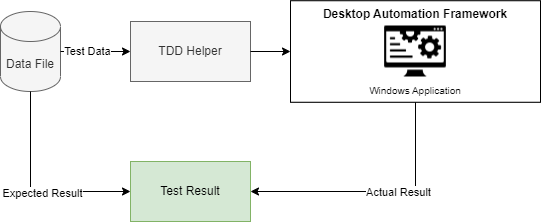 Desktop Automation Framework
Data File
Test Data
TDD Helper
Windows Application
Expected Result
Test Result
Actual Result